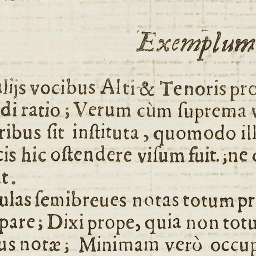 Exemplum
alijs vocibus Alti & Tenoris pro
di ratio; Verum cùm suprema v
ribus sit instituta, quomodo ill
cis hic ostendere visum fuit.; ne
t.
ulas semibreues notas totum pr
pare; Dixi prope, quia non totu
us notæ; Minimam verò occup